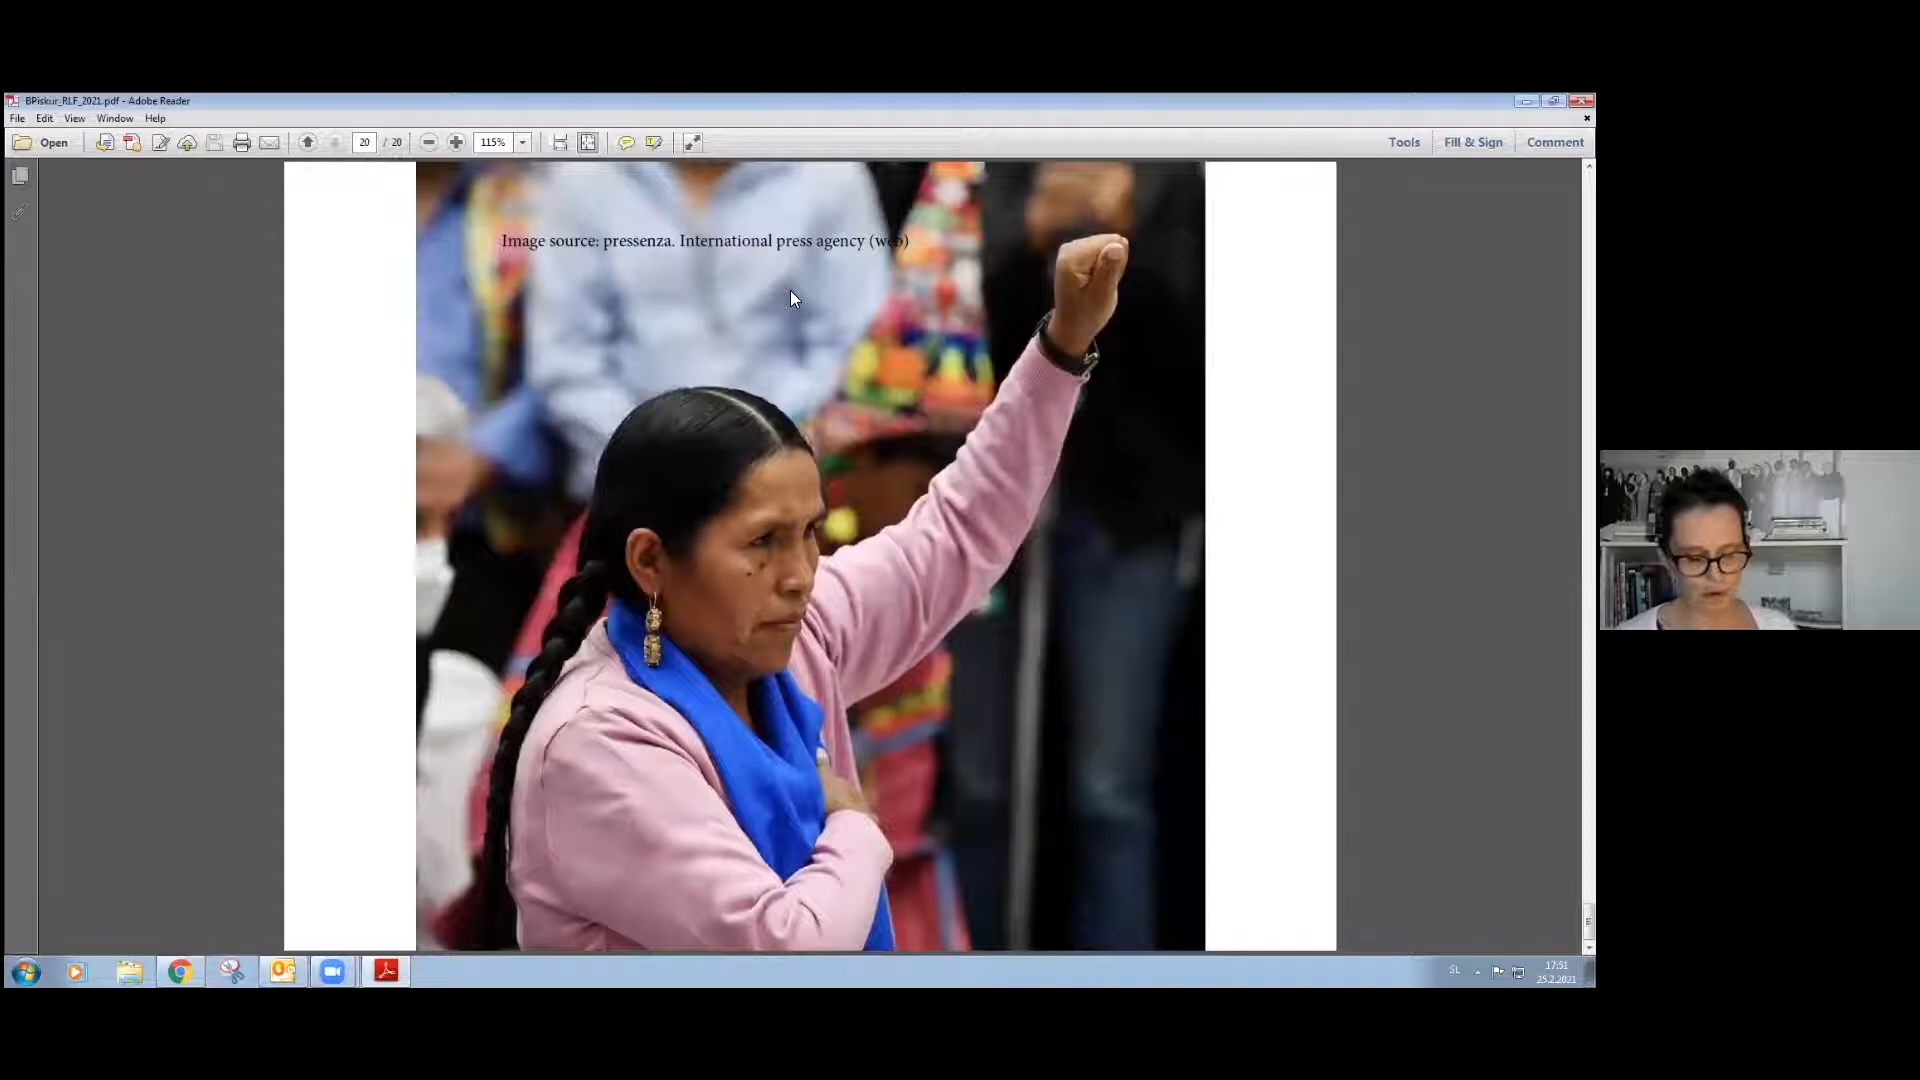 BPiskur_RLF_2021.pdf - Adobe Reader
File Edit View Window Help
Open 20 / 20 115% Tools Fill & Sign Comment
Image source: pressenza. International press agency (web)
SL 17:51
25.2.2021